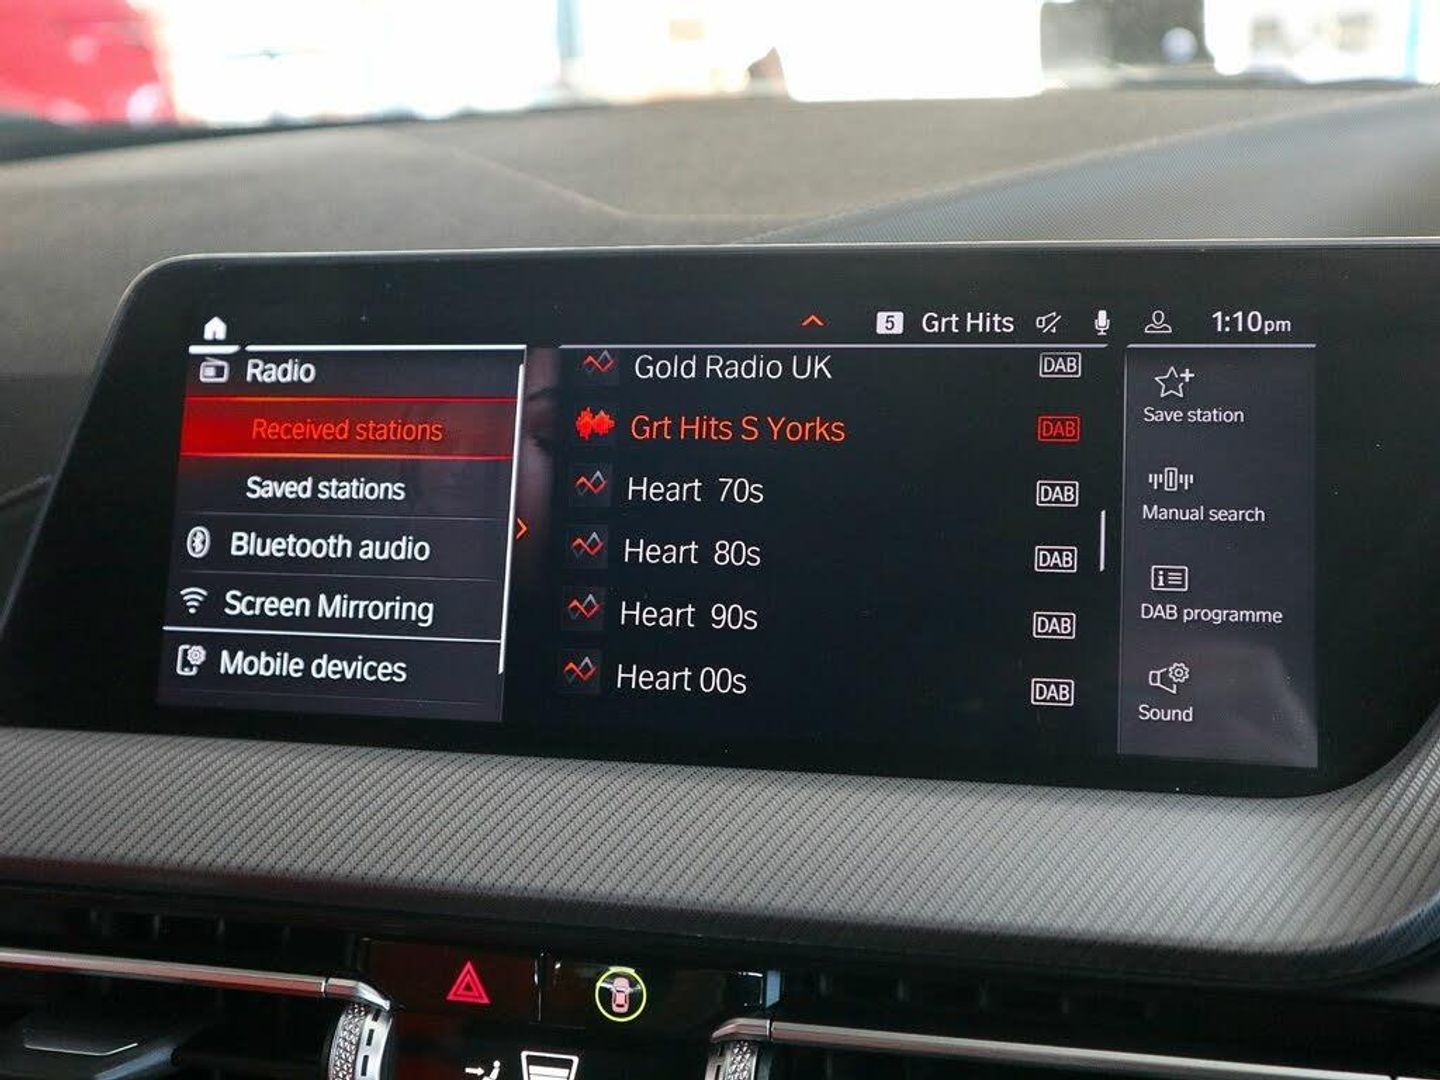 5 Grt Hits 1:10pm
Radio
Received stations
Saved stations
Bluetooth audio
Screen Mirroring
Mobile devices
Gold Radio UK DAB
Grt Hits S Yorks DAB
Heart 70s DAB
Heart 80s DAB
Heart 90s DAB
Heart 00s DAB
Save station
Manual search
DAB programme
Sound